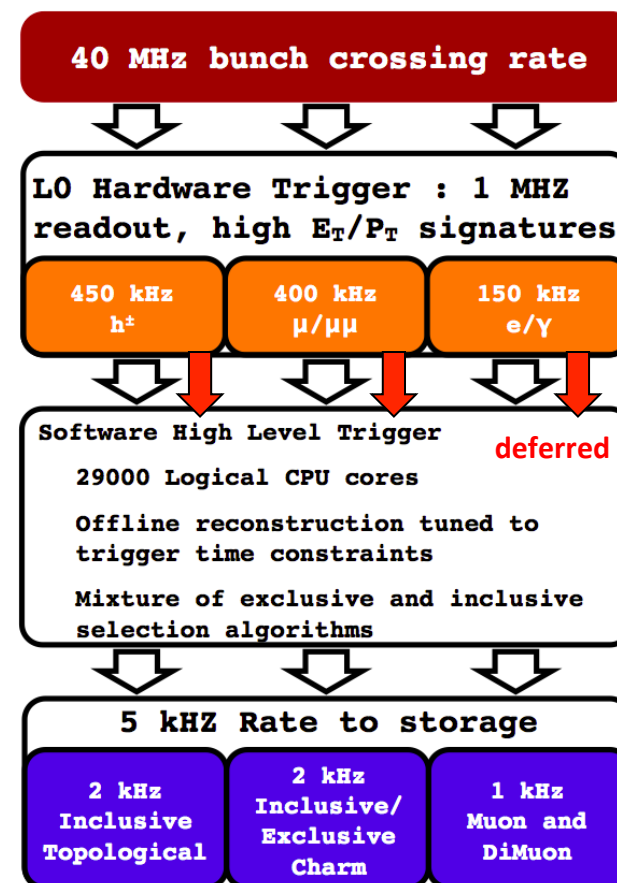 40 MHz bunch crossing rate
L0 Hardware Trigger : 1 MHZ
readout, high ET/PT signatures
450 kHz
h±
400 kHz
μ/μμ
150 kHz
e/γ
Software High Level Trigger
deferred
29000 Logical CPU cores
Offline reconstruction tuned to
trigger time constraints
Mixture of exclusive and inclusive
selection algorithms
5 kHZ Rate to storage
2 kHz
Inclusive
Topological
2 kHz
Inclusive/
Exclusive
Charm
1 kHz
Muon and
DiMuon